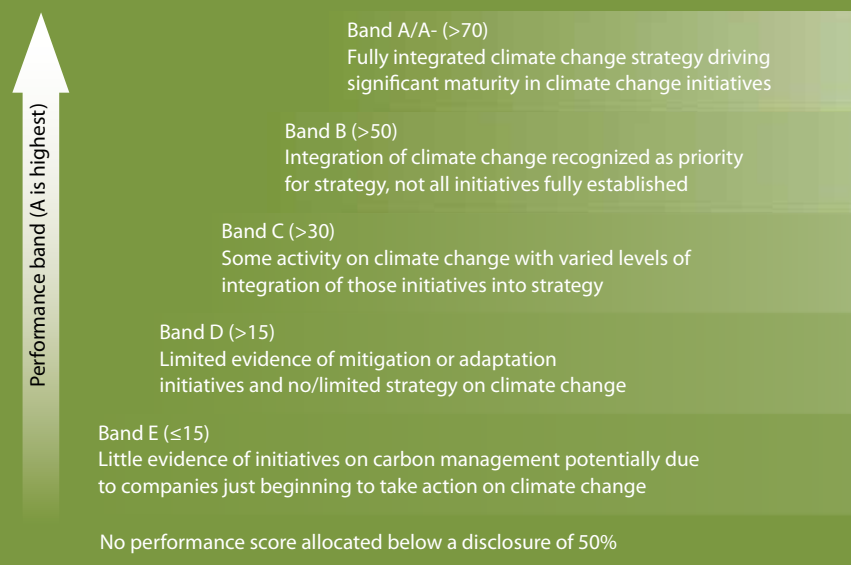 Performance band (A is highest)
Band A/A- (>70)
Fully integrated climate change strategy driving
significant maturity in climate change initiatives
Band B (>50)
Integration of climate change recognized as priority
for strategy, not all initiatives fully established
Band C (>30)
Some activity on climate change with varied levels of
integration of those initiatives into strategy
Band D (>15)
Limited evidence of mitigation or adaptation
initiatives and no/limited strategy on climate change
Band E (≤15)
Little evidence of initiatives on carbon management potentially due
to companies just beginning to take action on climate change
No performance score allocated below a disclosure of 50%